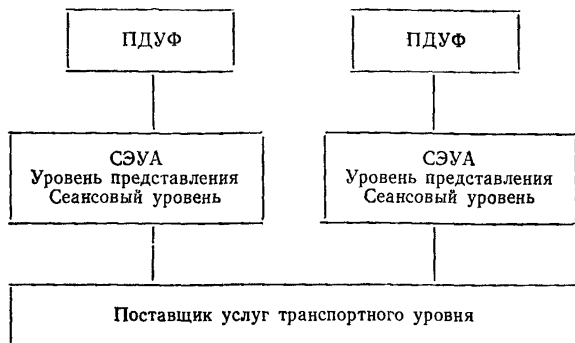 ПДУФ
ПДУФ
СЭУА
Уровень представления
Сеансовый уровень
СЭУА
Уровень представления
Сеансовый уровень
Поставщик услуг транспортного уровня